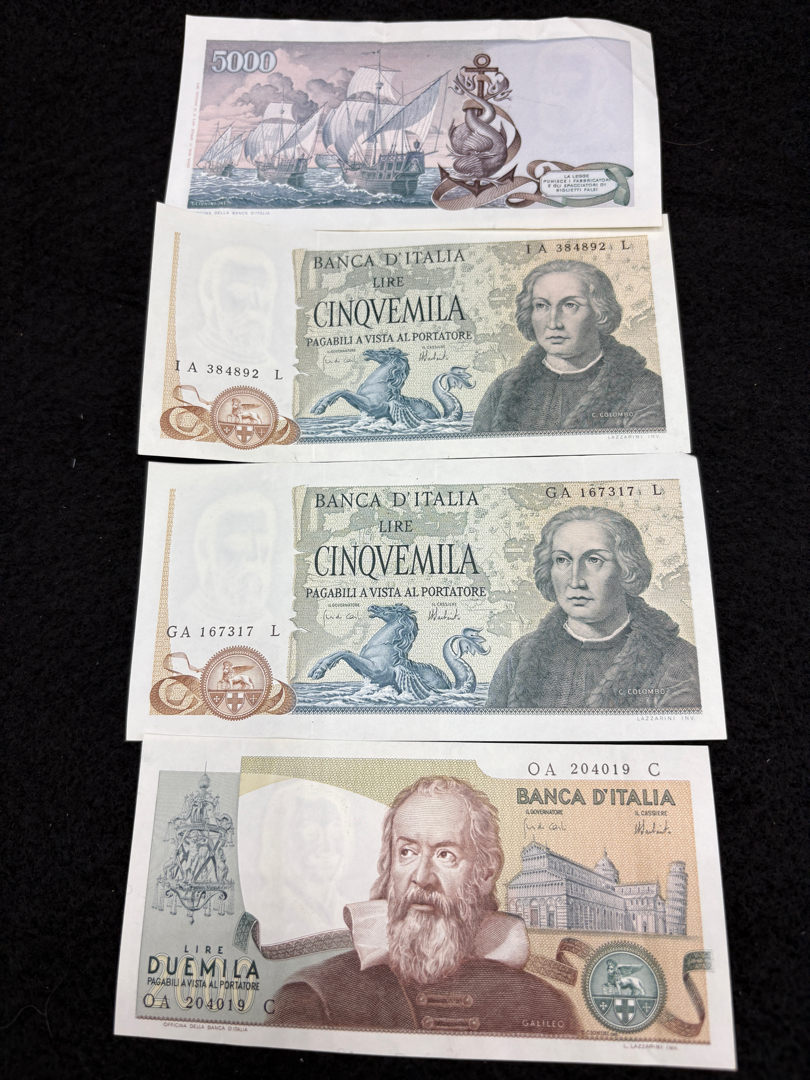 5000
LA LEGGE
PUNISCE I FABBRICATORI
E GLI SPACCIATORI DI
BIGLIETTI FALSI
DELLA BANCA D'ITALIA
BANCA D'ITALIA
I A 384892 L
LIRE
CINQVEMILA
PAGABILI A VISTA AL PORTATORE
IL GOVERNATORE
IL CASSIERE
I A 384892 L
C. COLOMBO
LAZZARINI INV.
BANCA D'ITALIA
GA 167317 L
LIRE
CINQVEMILA
PAGABILI A VISTA AL PORTATORE
IL GOVERNATORE
IL CASSIERE
GA 167317 L
C. COLOMBO
LAZZARINI INV.
OA 204019 C
BANCA D'ITALIA
IL GOVERNATORE
IL CASSIERE
LIRE
DUEMILA
2000
PAGABILI A VISTA AL PORTATORE
OA 204019 C
GALILEO
OFFICINA DELLA BANCA D'ITALIA
L. LAZZARINI INV.